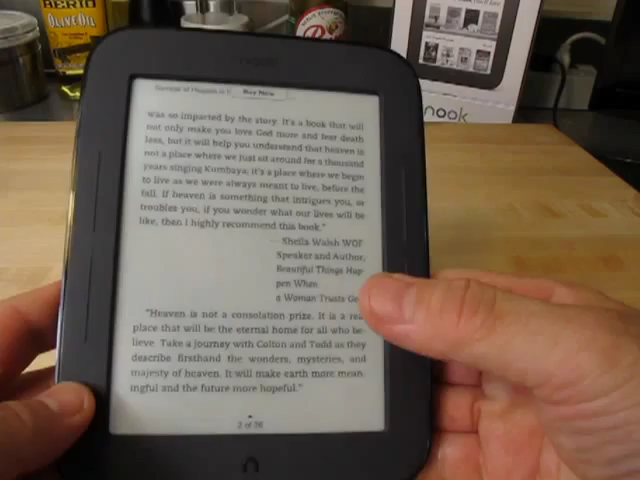 BERIO
OLIVE OIL
nook
nook
Buy Now
was so impacted by the story. It's a book that will
not only make you love God more and fear death
less, but it will help you understand that heaven is
not a place where we just sit around for a thousand
years singing Kumbaya; it's a place where we begin
to live as we were always meant to live, before the
fall. If heaven is something that intrigues you, or
troubles you, if you wonder what our lives will be
like, then I highly recommend this book."
Sheila Walsh WOF
Speaker and Author,
Beautiful Things Hap-
pen When
a Woman Trusts Go
"Heaven is not a consolation prize. It is a real
place that will be the eternal home for all who be-
lieve. Take a journey with Colton and Todd as they
describe firsthand the wonders, mysteries, and
majesty of heaven. It will make earth more mean-
ingful and the future more hopeful."
2 of 78